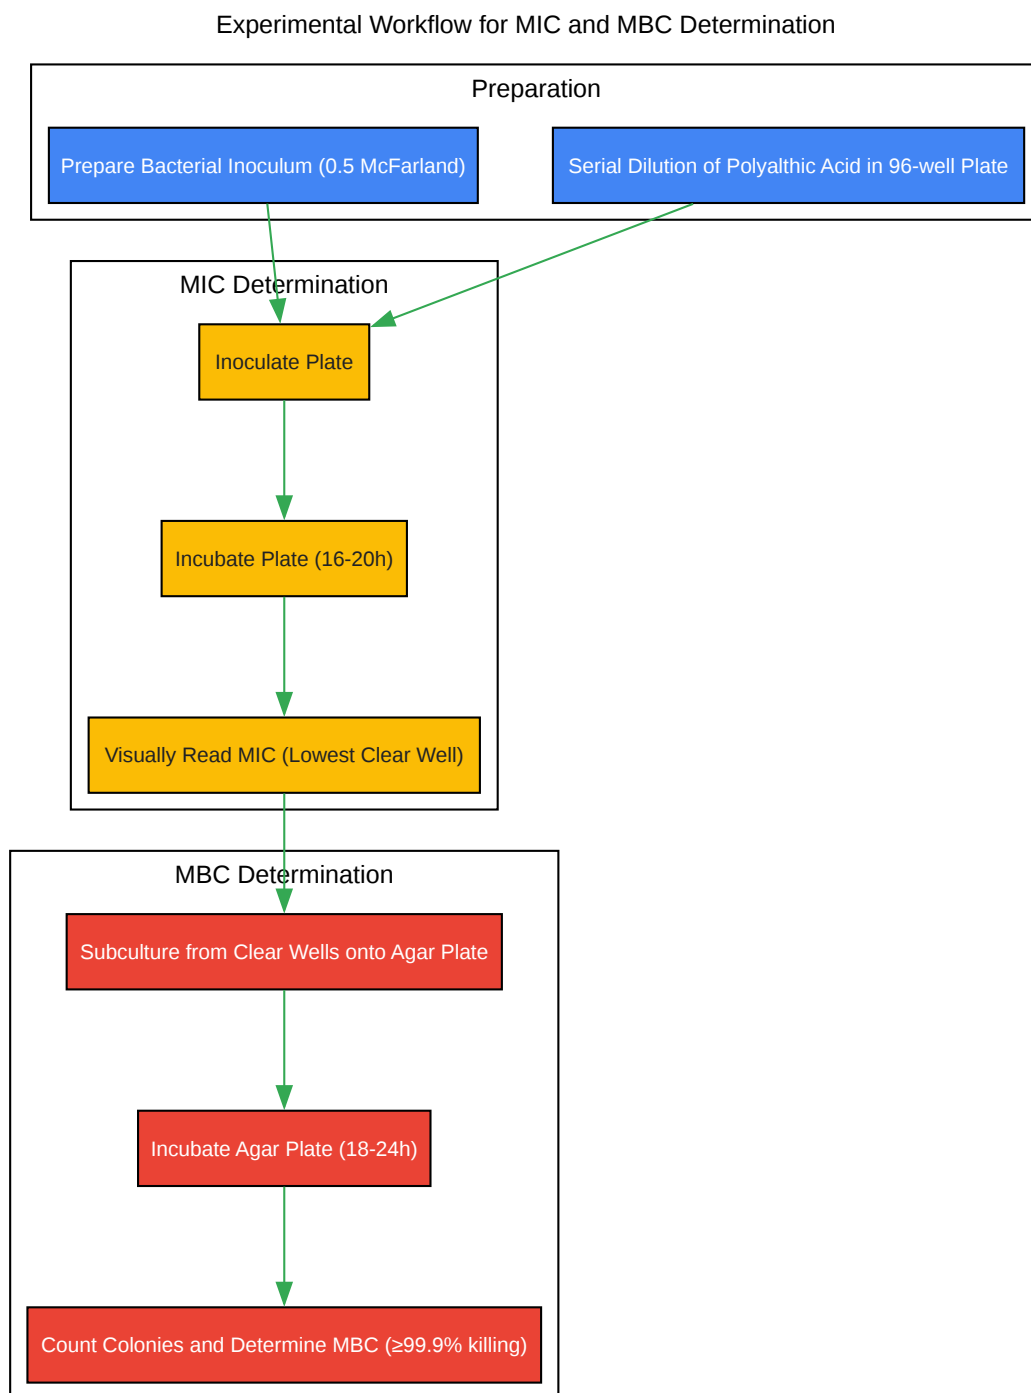 Experimental Workflow for MIC and MBC Determination
Preparation
Prepare Bacterial Inoculum (0.5 McFarland)
Serial Dilution of Polyalthic Acid in 96-well Plate
MIC Determination
Inoculate Plate
Incubate Plate (16-20h)
Visually Read MIC (Lowest Clear Well)
MBC Determination
Subculture from Clear Wells onto Agar Plate
Incubate Agar Plate (18-24h)
Count Colonies and Determine MBC (≥99.9% killing)